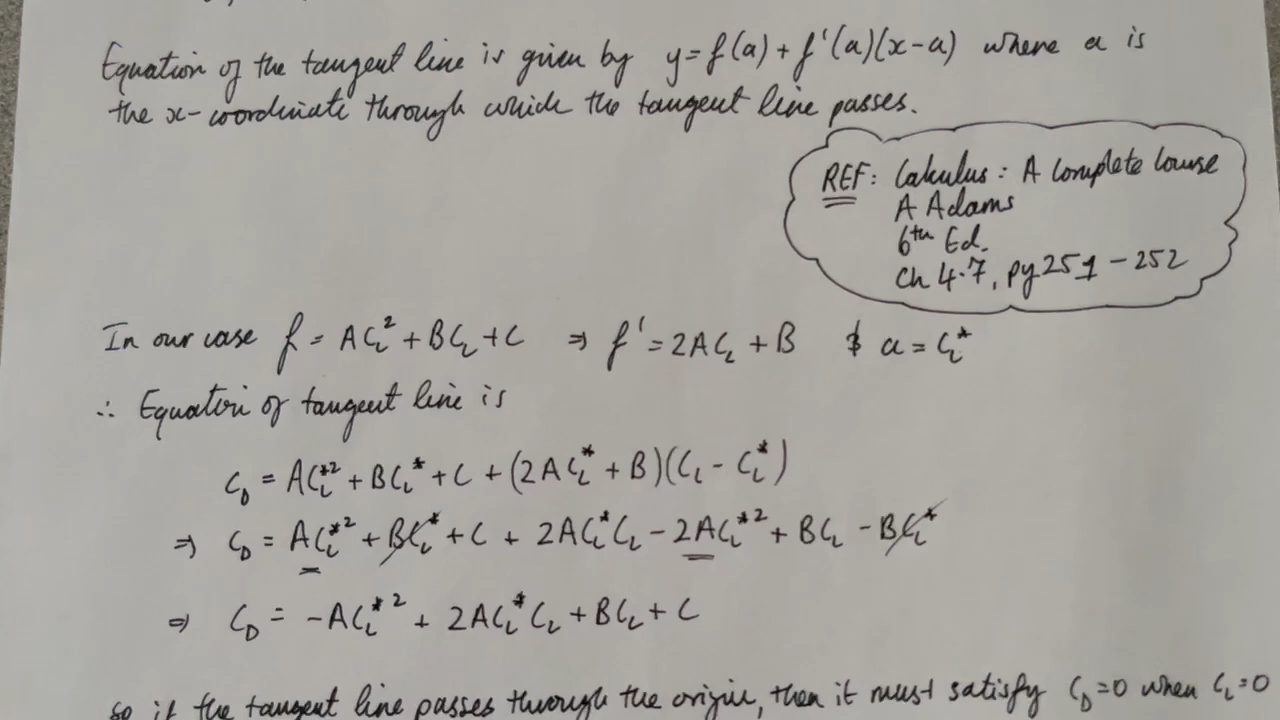 Equation of the tangent line is given by y = f(a) + f'(a)(x-a) where a is
the x-coordinate through which the tangent line passes.
REF: Calculus: A Complete Course
A Adams
6th Ed.
Ch 4.7, pg 251 - 252
In our case f = AC_L^2 + BC_L + C ⇒ f' = 2AC_L + B & a = C_L^*
∴ Equation of tangent line is
C_D = AC_L^{*2} + BC_L^* + C + (2AC_L^* + B)(C_L - C_L^*)
⇒ C_D = AC_L^{*2} + BC_L^* + C + 2AC_L^*C_L - 2AC_L^{*2} + BC_L - BC_L^*
⇒ C_D = -AC_L^{*2} + 2AC_L^*C_L + BC_L + C
So if the tangent line passes through the origin, then it must satisfy C_D=0 when C_L=0